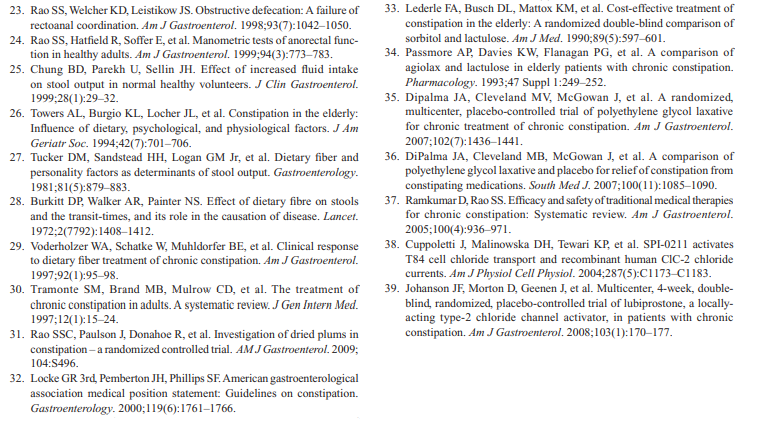 23. Rao SS, Welcher KD, Leistikow JS. Obstructive defecation: A failure of
rectoanal coordination. Am J Gastroenterol. 1998;93(7):1042–1050.
24. Rao SS, Hatfield R, Soffer E, et al. Manometric tests of anorectal func-
tion in healthy adults. Am J Gastroenterol. 1999;94(3):773–783.
25. Chung BD, Parekh U, Sellin JH. Effect of increased fluid intake
on stool output in normal healthy volunteers. J Clin Gastroenterol.
1999;28(1):29–32.
26. Towers AL, Burgio KL, Locher JL, et al. Constipation in the elderly:
Influence of dietary, psychological, and physiological factors. J Am
Geriatr Soc. 1994;42(7):701–706.
27. Tucker DM, Sandstead HH, Logan GM Jr, et al. Dietary fiber and
personality factors as determinants of stool output. Gastroenterology.
1981;81(5):879–883.
28. Burkitt DP, Walker AR, Painter NS. Effect of dietary fibre on stools
and the transit-times, and its role in the causation of disease. Lancet.
1972;2(7792):1408–1412.
29. Voderholzer WA, Schatke W, Muhldorfer BE, et al. Clinical response
to dietary fiber treatment of chronic constipation. Am J Gastroenterol.
1997;92(1):95–98.
30. Tramonte SM, Brand MB, Mulrow CD, et al. The treatment of
chronic constipation in adults. A systematic review. J Gen Intern Med.
1997;12(1):15–24.
31. Rao SSC, Paulson J, Donahoe R, et al. Investigation of dried plums in
constipation – a randomized controlled trial. AM J Gastroenterol. 2009;
104:S496.
32. Locke GR 3rd, Pemberton JH, Phillips SF. American gastroenterological
association medical position statement: Guidelines on constipation.
Gastroenterology. 2000;119(6):1761–1766.
33. Lederle FA, Busch DL, Mattox KM, et al. Cost-effective treatment of
constipation in the elderly: A randomized double-blind comparison of
sorbitol and lactulose. Am J Med. 1990;89(5):597–601.
34. Passmore AP, Davies KW, Flanagan PG, et al. A comparison of
agiolax and lactulose in elderly patients with chronic constipation.
Pharmacology. 1993;47 Suppl 1:249–252.
35. Dipalma JA, Cleveland MV, McGowan J, et al. A randomized,
multicenter, placebo-controlled trial of polyethylene glycol laxative
for chronic treatment of chronic constipation. Am J Gastroenterol.
2007;102(7):1436–1441.
36. DiPalma JA, Cleveland MB, McGowan J, et al. A comparison of
polyethylene glycol laxative and placebo for relief of constipation from
constipating medications. South Med J. 2007;100(11):1085–1090.
37. Ramkumar D, Rao SS. Efficacy and safety of traditional medical therapies
for chronic constipation: Systematic review. Am J Gastroenterol.
2005;100(4):936–971.
38. Cuppoletti J, Malinowska DH, Tewari KP, et al. SPI-0211 activates
T84 cell chloride transport and recombinant human ClC-2 chloride
currents. Am J Physiol Cell Physiol. 2004;287(5):C1173–C1183.
39. Johanson JF, Morton D, Geenen J, et al. Multicenter, 4-week, double-
blind, randomized, placebo-controlled trial of lubiprostone, a locally-
acting type-2 chloride channel activator, in patients with chronic
constipation. Am J Gastroenterol. 2008;103(1):170–177.